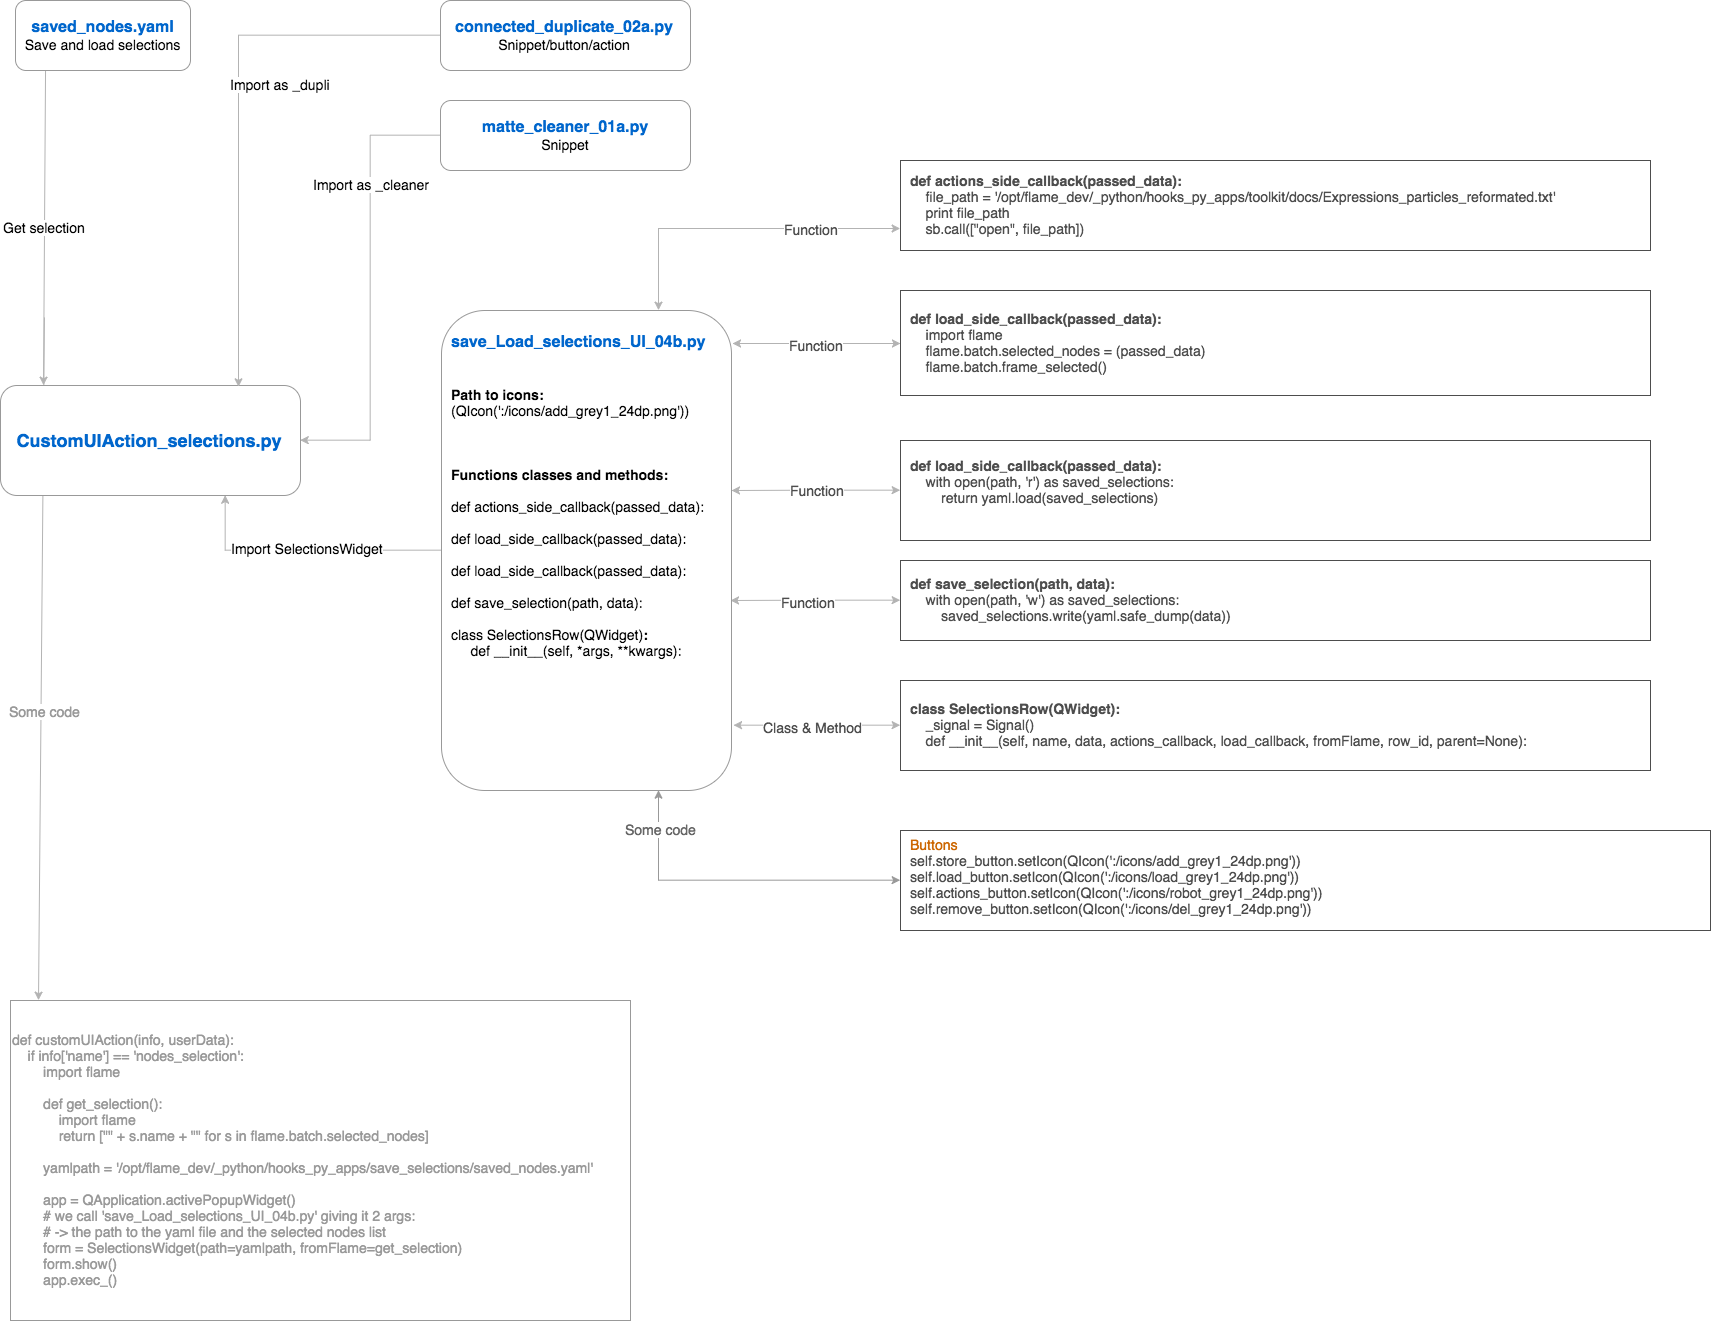 saved_nodes.yaml
Save and load selections
connected_duplicate_02a.py
Snippet/button/action
Import as _dupli
matte_cleaner_01a.py
Snippet
Import as _cleaner
Get selection
CustomUIAction_selections.py
Import SelectionsWidget
Some code
save_Load_selections_UI_04b.py
Path to icons:
(QIcon(':/icons/add_grey1_24dp.png'))
Functions classes and methods:
def actions_side_callback(passed_data):
def load_side_callback(passed_data):
def load_side_callback(passed_data):
def save_selection(path, data):
class SelectionsRow(QWidget):
def __init__(self, *args, **kwargs):
Function
def actions_side_callback(passed_data):
file_path = '/opt/flame_dev/_python/hooks_py_apps/toolkit/docs/Expressions_particles_reformated.txt'
print file_path
sb.call(["open", file_path])
Function
def load_side_callback(passed_data):
import flame
flame.batch.selected_nodes = (passed_data)
flame.batch.frame_selected()
Function
def load_side_callback(passed_data):
with open(path, 'r') as saved_selections:
return yaml.load(saved_selections)
Function
def save_selection(path, data):
with open(path, 'w') as saved_selections:
saved_selections.write(yaml.safe_dump(data))
Class & Method
class SelectionsRow(QWidget):
_signal = Signal()
def __init__(self, name, data, actions_callback, load_callback, fromFlame, row_id, parent=None):
Some code
Buttons
self.store_button.setIcon(QIcon(':/icons/add_grey1_24dp.png'))
self.load_button.setIcon(QIcon(':/icons/load_grey1_24dp.png'))
self.actions_button.setIcon(QIcon(':/icons/robot_grey1_24dp.png'))
self.remove_button.setIcon(QIcon(':/icons/del_grey1_24dp.png'))
def customUIAction(info, userData):
if info['name'] == 'nodes_selection':
import flame
def get_selection():
import flame
return ["" + s.name + "" for s in flame.batch.selected_nodes]
yamlpath = '/opt/flame_dev/_python/hooks_py_apps/save_selections/saved_nodes.yaml'
app = QApplication.activePopupWidget()
# we call 'save_Load_selections_UI_04b.py' giving it 2 args:
# -> the path to the yaml file and the selected nodes list
form = SelectionsWidget(path=yamlpath, fromFlame=get_selection)
form.show()
app.exec_()